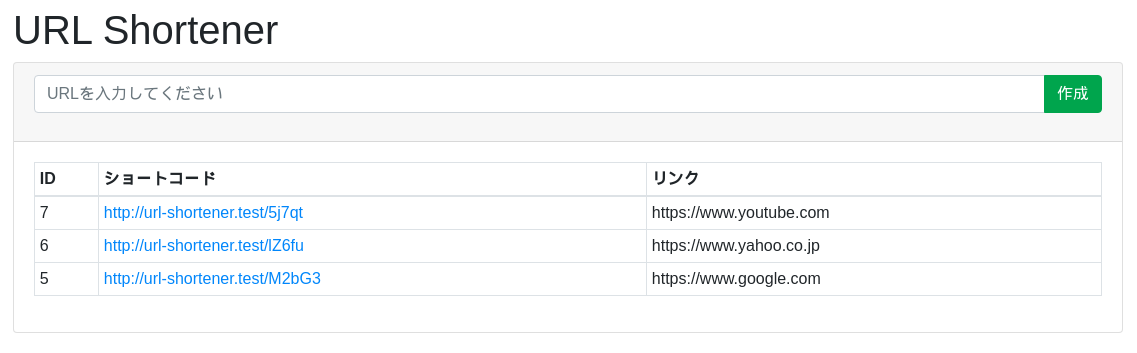 URL Shortener
URLを入力してください
作成
ID ショートコード リンク
7 http://url-shortener.test/5j7qt https://www.youtube.com
6 http://url-shortener.test/lZ6fu https://www.yahoo.co.jp
5 http://url-shortener.test/M2bG3 https://www.google.com